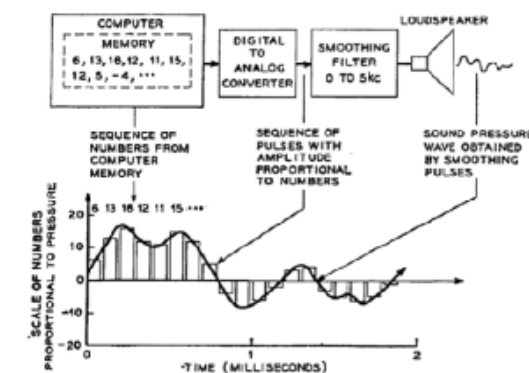 COMPUTER
MEMORY
6, 13, 18, 12, 11, 15,
12, 5, -4, ...
DIGITAL
TO
ANALOG
CONVERTER
SMOOTHING
FILTER
0 TO 5kc
LOUDSPEAKER
SEQUENCE OF
NUMBERS FROM
COMPUTER
MEMORY
SEQUENCE OF
PULSES WITH
AMPLITUDE
PROPORTIONAL
TO NUMBERS
SOUND PRESSURE
WAVE OBTAINED
BY SMOOTHING
PULSES
6 13 18 12 11 15 ....
SCALE OF NUMBERS
PROPORTIONAL TO PRESSURE
20
10
0
-10
-20
0
1
2
TIME (MILLISECONDS)